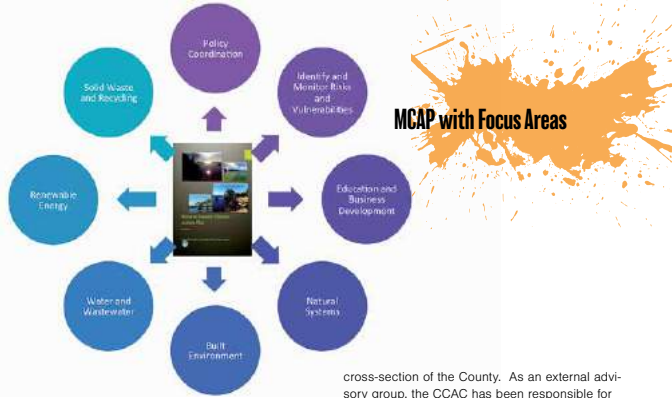 Policy
Coordination
Identify and
Monitor Risks
and
Vulnerabilities
Education and
Business
Development
Natural
Systems
Built
Environment
Water and
Wastewater
Renewable
Energy
Solid Waste
and Recycling
MCAP with Focus Areas
cross-section of the County. As an external advi-
sory group, the CCAC has been responsible for